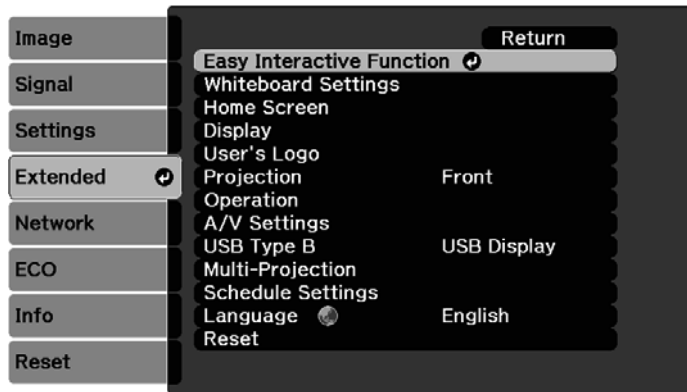 Image
Signal
Settings
Extended
Network
ECO
Info
Reset
Return
Easy Interactive Function
Whiteboard Settings
Home Screen
Display
User's Logo
Projection Front
Operation
A/V Settings
USB Type B USB Display
Multi-Projection
Schedule Settings
Language English
Reset